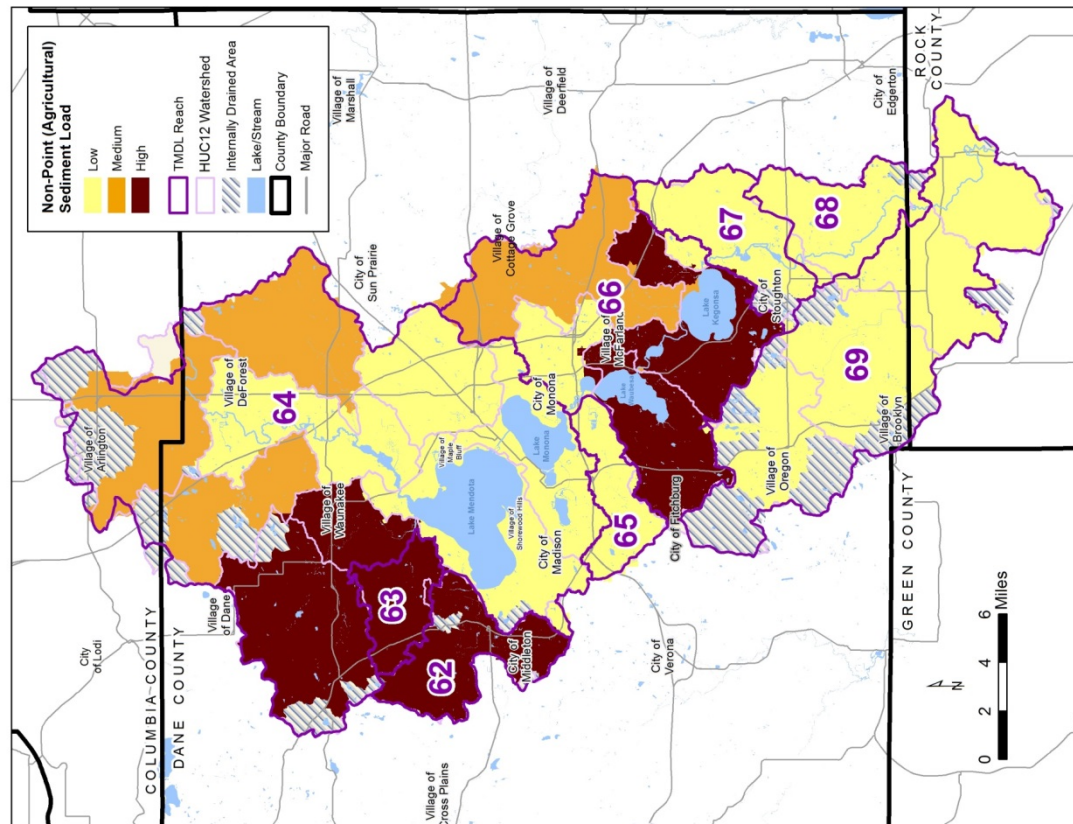 Non-Point (Agricultural)
Sediment Load
Low
Medium
High
TMDL Reach
HUC12 Watershed
Internally Drained Area
Lake/Stream
County Boundary
Major Road
COLUMBIA COUNTY
DANE COUNTY
City
of Lodi
Village of
Arlington
Village
of Dane
Village of
DeForest
64
City of
Sun Prairie
Village of
Marshall
Village of
Waunakee
63
62
Village of
Cross Plains
City of
Middleton
Lake Mendota
Village of
Maple
Bluff
Village of
Shorewood Hills
City of
Madison
Lake
Monona
City of
Monona
Village of
Cottage Grove
Village of
Deerfield
City of
Verona
65
City of Fitchburg
66
Village of
McFarland
Lake
Waubesa
Lake
Kegonsa
City of
Stoughton
67
68
69
Village of
Oregon
Village of
Brooklyn
City of
Edgerton
GREEN COUNTY
ROCK
COUNTY
N
0 2 4 6
Miles